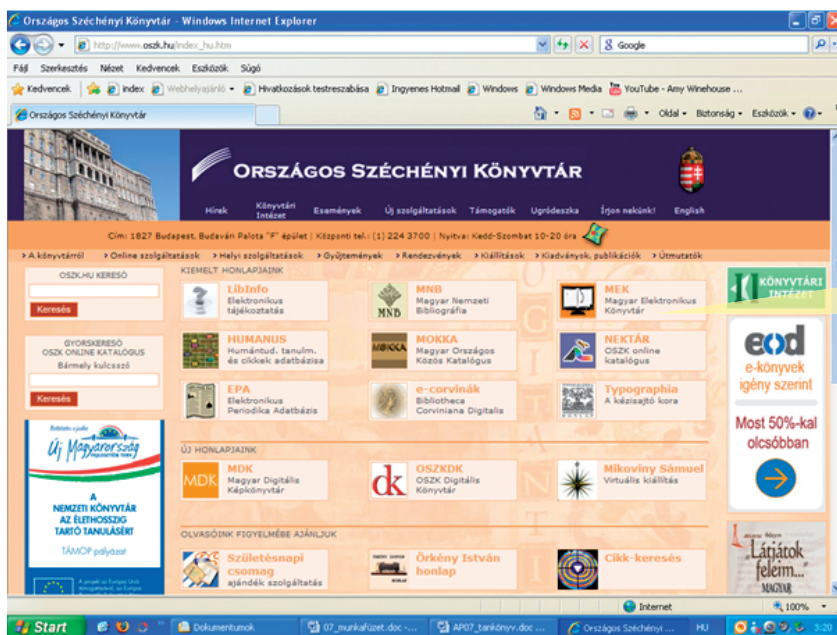 Országos Széchényi Könyvtár - Windows Internet Explorer
http://www.oszk.hu/index_hu.htm
Google
Fájl Szerkesztés Nézet Kedvencek Eszközök Súgó
Kedvencek index Webhelyajánló Hivatkozások testreszabása Ingyenes Hotmail Windows Windows Media YouTube - Amy Winehouse ...
Országos Széchényi Könyvtár
Oldal Biztonság Eszközök
ORSZÁGOS SZÉCHÉNYI KÖNYVTÁR
Hírek Könyvtári Intézet Események Új szolgáltatások Támogatók Ugródeszka Írjon nekünk! English
Cím: 1827 Budapest, Budavári Palota "F" épület | Központi tel.: (1) 224 3700 | Nyitva: Kedd-Szombat 10-20 óra
A könyvtárról Online szolgáltatások Helyi szolgáltatások Gyűjtemények Rendezvények Kiállítások Kiadványok, publikációk Útmutatók
OSZK.HU KERESŐ
Keresés
GYORSKERESŐ
OSZK ONLINE KATALÓGUS
Bármely kulcsszó
Keresés
Új Magyarország
A
NEMZETI KÖNYVTÁR
AZ ÉLETHOSSZIG
TARTÓ TANULÁSÉRT
TÁMOP pályázat
KIEMELT HONLAPJAINK
LibInfo
Elektronikus
tájékoztatás
MNB
MNB
Magyar Nemzeti
Bibliográfia
MEK
Magyar Elektronikus
Könyvtár
HUMANUS
Humántud. tanulm.
és cikkek adatbázisa
MOKKA
MOKKA
Magyar Országos
Közös Katalógus
NEKTÁR
OSZK online
katalógus
EPA
Elektronikus
Periodika Adatbázis
e-corvinák
Bibliotheca
Corviniana Digitalis
Typographia
A kézisajtó kora
ÚJ HONLAPJAINK
MDK
MDK
Magyar Digitális
Képkönyvtár
dk
OSZKDK
OSZK Digitális
Könyvtár
Mikoviny Sámuel
Virtuális kiállítás
OLVASÓINK FIGYELMÉBE AJÁNLJUK
Születésnapi
csomag
ajándék szolgáltatás
Örkény István
honlap
Cikk-keresés
KÖNYVTÁRI
INTÉZET
eod
e-könyvek
igény szerint
Most 50%-kal
olcsóbban
„Látjátok
feleim..."
MAGYAR
Internet
100%
Start
Dokumentumok
07_munkafüzet.doc -...
AP07_tankönyv.doc ...
Országos Széchényi ...
HU
3:20